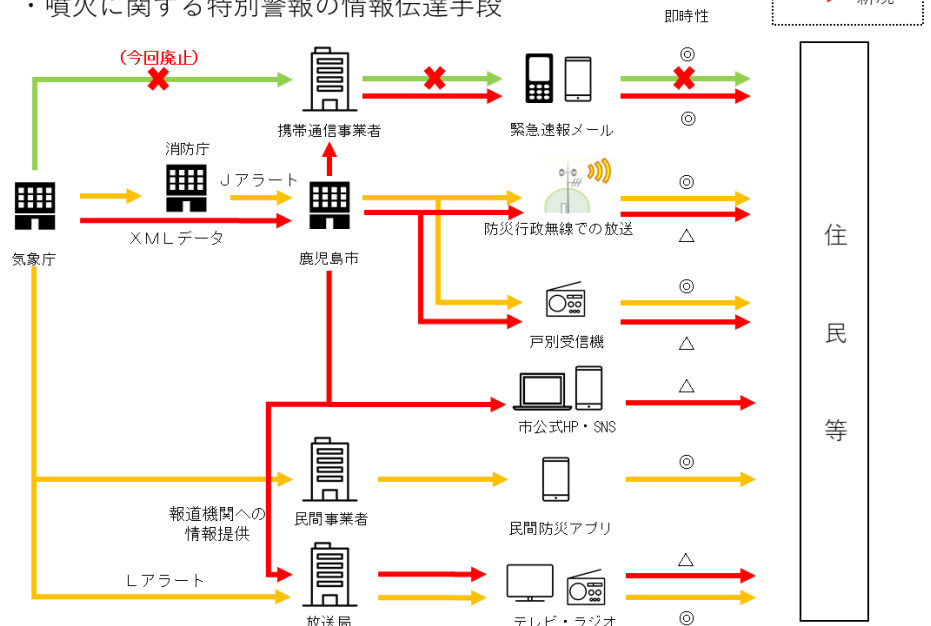 ・噴火に関する特別警報の情報伝達手段
即時性
新規
(今回廃止)
◎
携帯通信事業者
緊急速報メール
◎
消防庁
Jアラート
◎
XMLデータ
防災行政無線での放送
△
気象庁
鹿児島市
住民等
◎
戸別受信機
△
△
市公式HP・SNS
◎
報道機関への
情報提供
民間事業者
民間防災アプリ
△
Lアラート
放送局
テレビ・ラジオ
◎